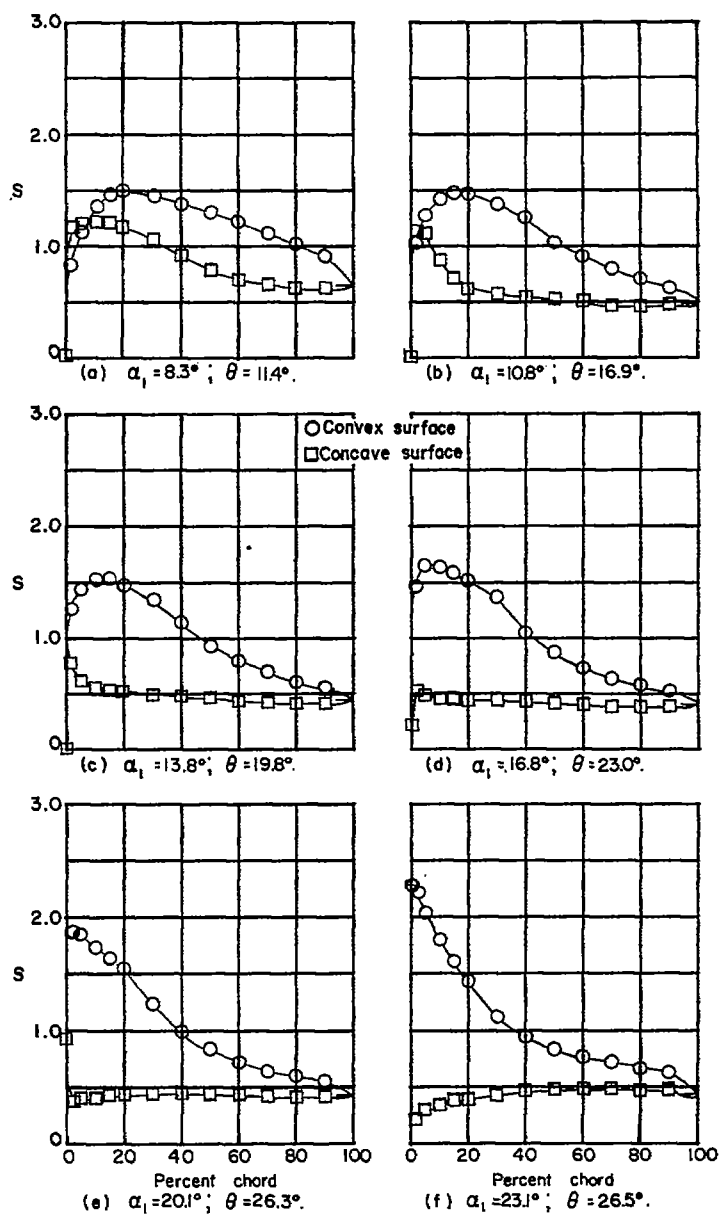 3.0
2.0
S
1.0
0
(a) α₁ = 8.3° ; θ = 11.4°.
(b) α₁ = 10.8° ; θ = 16.9°.
3.0
○ Convex surface
□ Concave surface
2.0
S
1.0
0
(c) α₁ = 13.8° ; θ = 19.8°.
(d) α₁ = 16.8° ; θ = 23.0°.
3.0
2.0
S
1.0
0
0 20 40 60 80 100
0 20 40 60 80 100
Percent chord
Percent chord
(e) α₁ = 20.1° ; θ = 26.3°.
(f) α₁ = 23.1° ; θ = 26.5°.